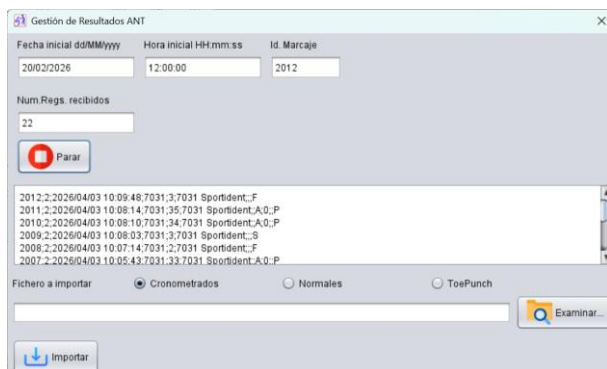 Gestión de Resultados ANT
Fecha inicial dd/MM/yyyy Hora inicial HH:mm:ss Id. Marcaje
20/02/2026 12:00:00 2012
Num.Regs. recibidos
22
Parar
2012;2;2026/04/03 10:09:48;7031;3;7031 Sportident;;;F
2011;2;2026/04/03 10:08:14;7031;35;7031 Sportident;;A;0;;P
2010;2;2026/04/03 10:08:10;7031;34;7031 Sportident;;A;0;;P
2009;2;2026/04/03 10:08:03;7031;3;7031 Sportident;;;S
2008;2;2026/04/03 10:07:14;7031;2;7031 Sportident;;;F
2007;2;2026/04/03 10:05:43;7031;33;7031 Sportident;;A;0;;P
Fichero a importar Cronometrados Normales ToePunch
Examinar...
Importar